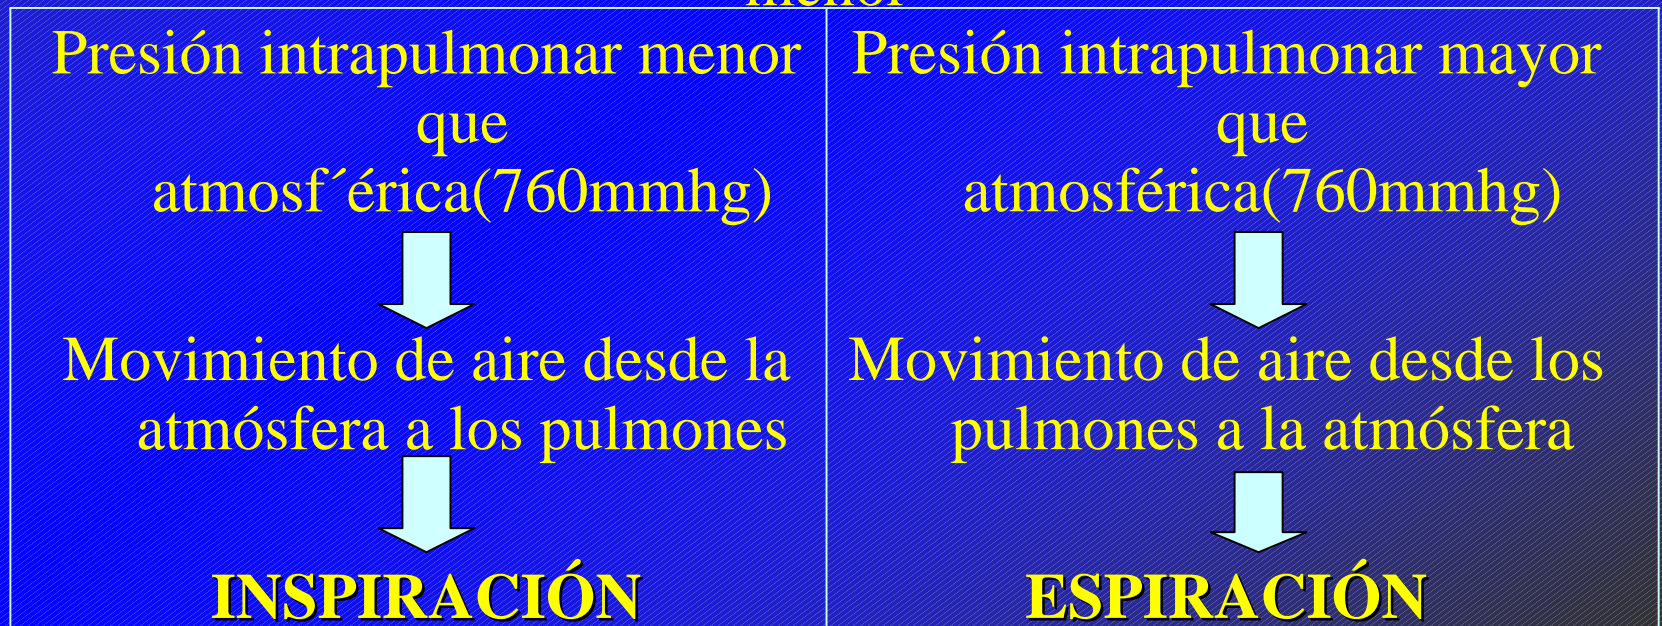 menor
Presión intrapulmonar menor
que
atmosf´érica(760mmhg)
Movimiento de aire desde la
atmósfera a los pulmones
INSPIRACIÓN
Presión intrapulmonar mayor
que
atmosférica(760mmhg)
Movimiento de aire desde los
pulmones a la atmósfera
ESPIRACIÓN